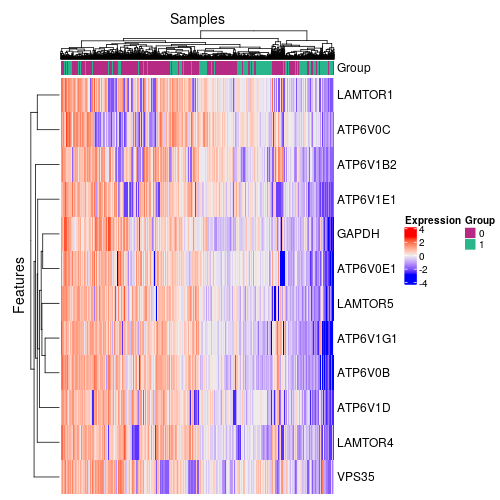 Samples
Group
LAMTOR1
ATP6V0C
ATP6V1B2
ATP6V1E1
GAPDH
ATP6V0E1
LAMTOR5
ATP6V1G1
ATP6V0B
ATP6V1D
LAMTOR4
VPS35
Features
Expression
4
2
0
-2
-4
Group
0
1